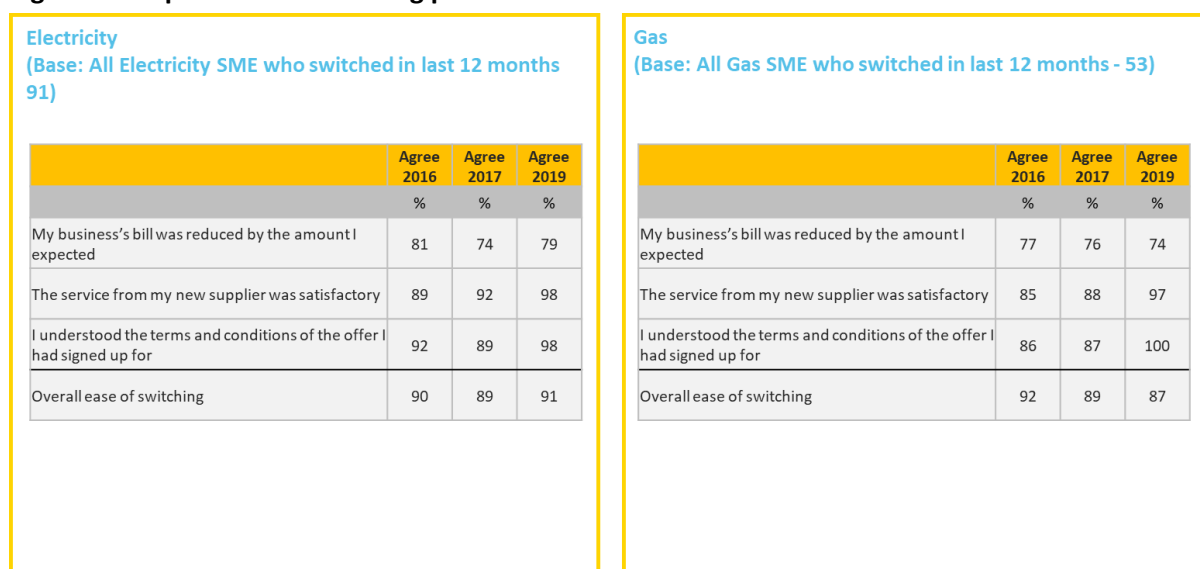 Electricity
(Base: All Electricity SME who switched in last 12 months
91)
Agree Agree Agree
2016 2017 2019
% % %
My business's bill was reduced by the amount I
expected
81 74 79
The service from my new supplier was satisfactory 89 92 98
I understood the terms and conditions of the offer I
had signed up for
92 89 98
Overall ease of switching 90 89 91
Gas
(Base: All Gas SME who switched in last 12 months - 53)
Agree Agree Agree
2016 2017 2019
% % %
My business's bill was reduced by the amount I
expected
77 76 74
The service from my new supplier was satisfactory 85 88 97
I understood the terms and conditions of the offer I
had signed up for
86 87 100
Overall ease of switching 92 89 87